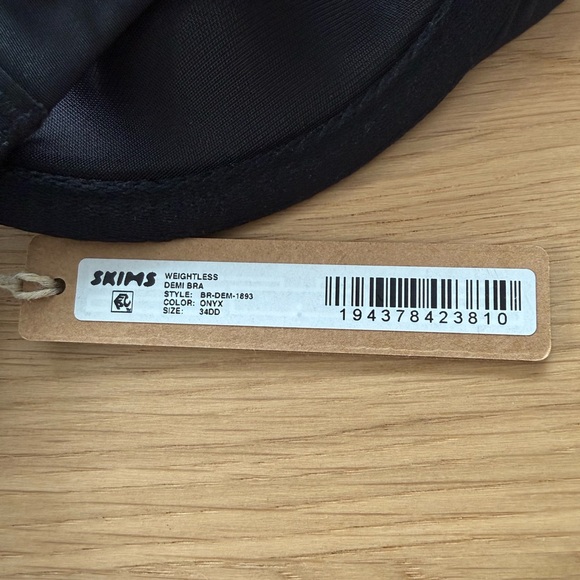 SKIMS
WEIGHTLESS
DEMI BRA
STYLE: BR-DEM-1893
COLOR: ONYX
SIZE: 34DD
194378423810